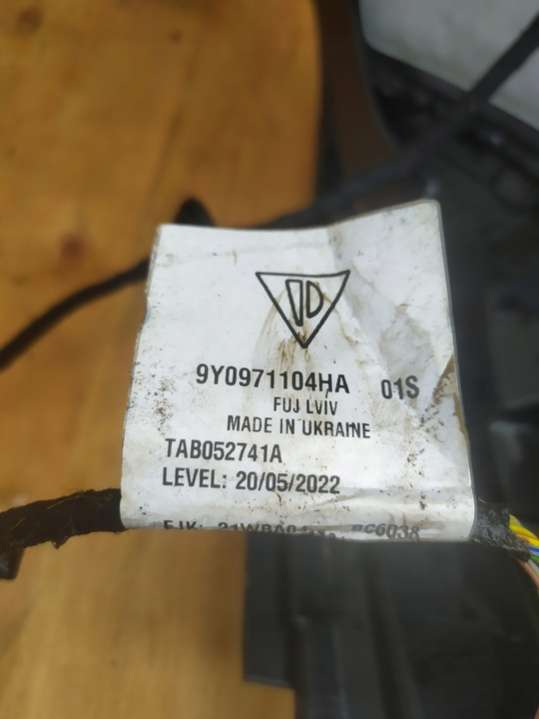 9Y0971104HA 01S
FUJ LVIV
MADE IN UKRAINE
TAB052741A
LEVEL: 20/05/2022